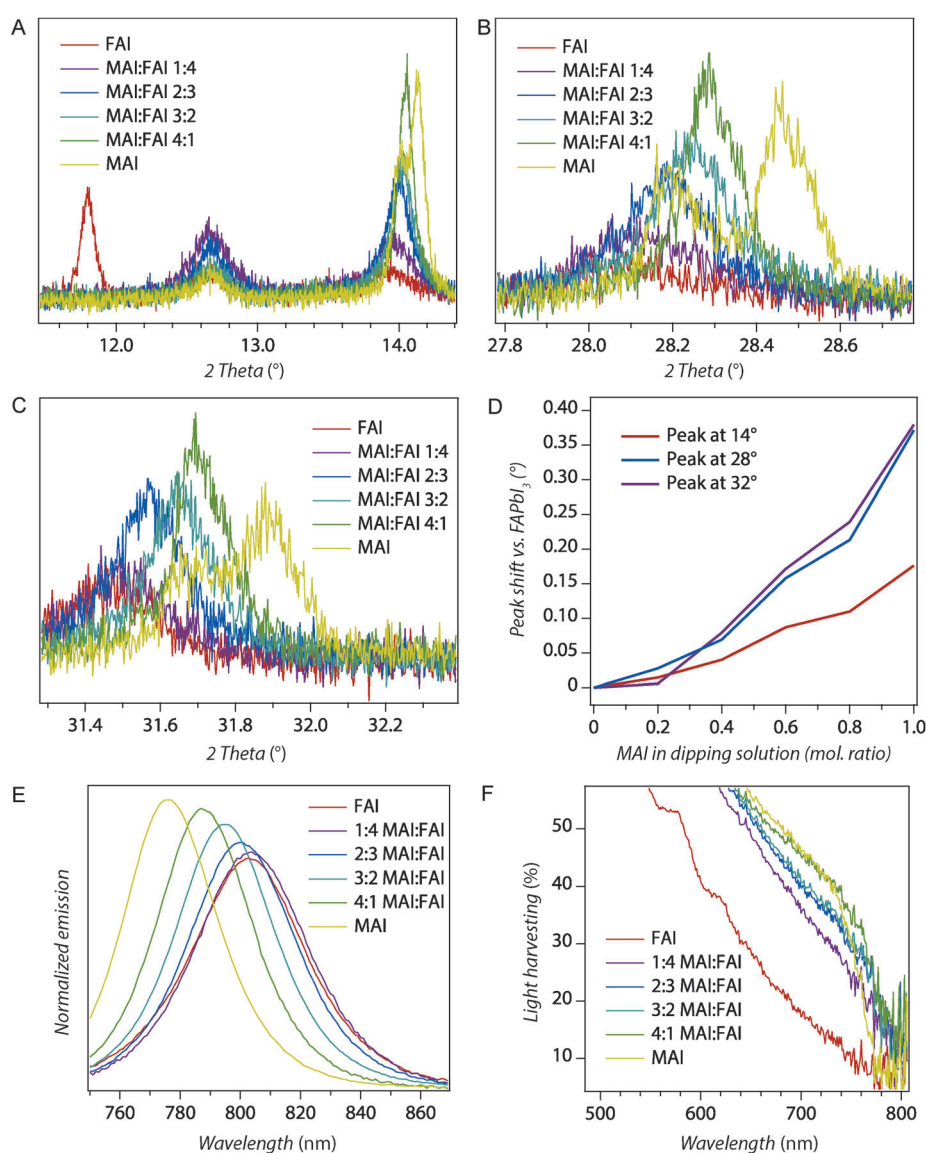 A
FAI
MAI:FAI 1:4
MAI:FAI 2:3
MAI:FAI 3:2
MAI:FAI 4:1
MAI
12.0 13.0 14.0
2 Theta (°)
B
FAI
MAI:FAI 1:4
MAI:FAI 2:3
MAI:FAI 3:2
MAI:FAI 4:1
MAI
27.8 28.0 28.2 28.4 28.6
2 Theta (°)
C
FAI
MAI:FAI 1:4
MAI:FAI 2:3
MAI:FAI 3:2
MAI:FAI 4:1
MAI
31.4 31.6 31.8 32.0 32.2
2 Theta (°)
D
Peak shift vs. FAPbI3 (°)
0.40
0.35
0.30
0.25
0.20
0.15
0.10
0.05
0
Peak at 14°
Peak at 28°
Peak at 32°
0 0.2 0.4 0.6 0.8 1.0
MAI in dipping solution (mol. ratio)
E
Normalized emission
FAI
1:4 MAI:FAI
2:3 MAI:FAI
3:2 MAI:FAI
4:1 MAI:FAI
MAI
760 780 800 820 840 860
Wavelength (nm)
F
Light harvesting (%)
50
40
30
20
10
FAI
1:4 MAI:FAI
2:3 MAI:FAI
3:2 MAI:FAI
4:1 MAI:FAI
MAI
500 600 700 800
Wavelength (nm)